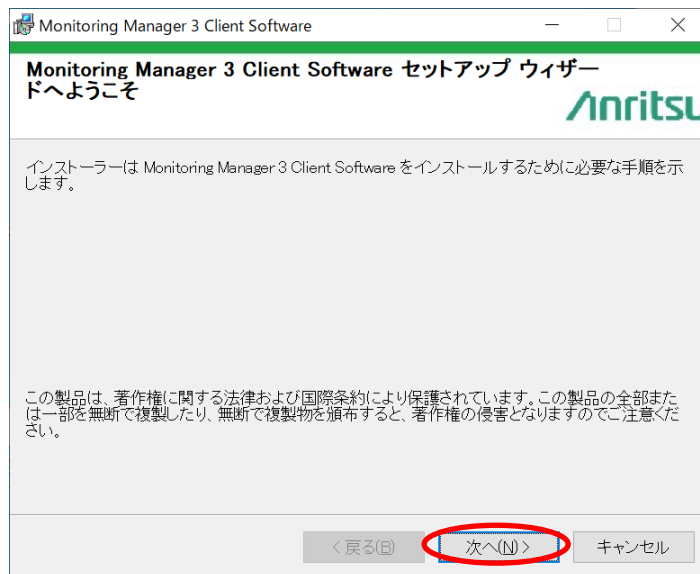 Monitoring Manager 3 Client Software
Monitoring Manager 3 Client Software セットアップ ウィザー
ドへようこそ
Anritsu
インストーラーは Monitoring Manager 3 Client Software をインストールするために必要な手順を示
します。
この製品は、著作権に関する法律および国際条約により保護されています。この製品の全部また
は一部を無断で複製したり、無断で複製物を頒布すると、著作権の侵害となりますのでご注意くだ
さい。
< 戻る(B) 次へ(N) > キャンセル